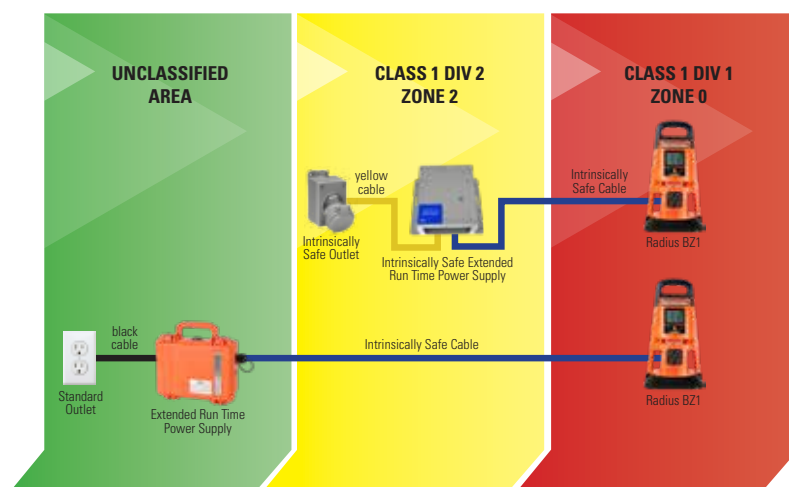 UNCLASSIFIED
AREA
CLASS 1 DIV 2
ZONE 2
CLASS 1 DIV 1
ZONE 0
yellow
cable
Intrinsically
Safe Cable
Intrinsically
Safe Outlet
Intrinsically Safe Extended
Run Time Power Supply
Radius BZ1
black
cable
Intrinsically Safe Cable
Standard
Outlet
Extended Run Time
Power Supply
Radius BZ1